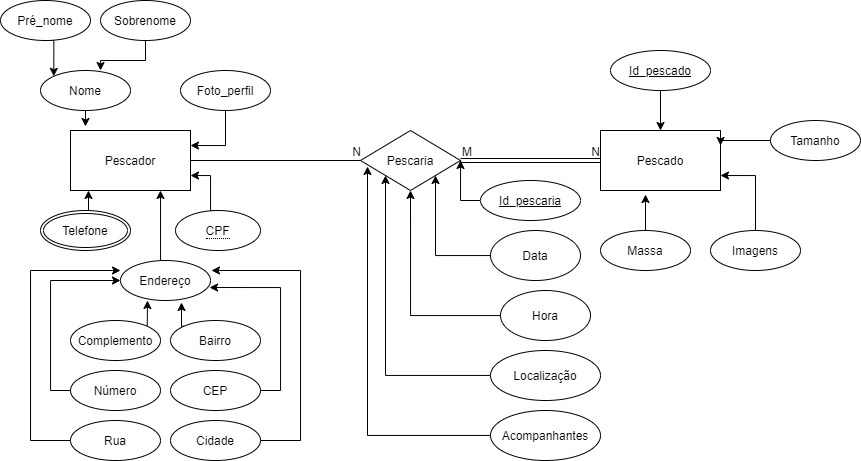 Pré_nome
Sobrenome
Nome
Foto_perfil
Id_pescado
Tamanho
Pescador
N
Pescaria
M
N
Pescado
Id_pescaria
Telefone
CPF
Massa
Imagens
Data
Endereço
Hora
Complemento
Bairro
Localização
Número
CEP
Rua
Cidade
Acompanhantes